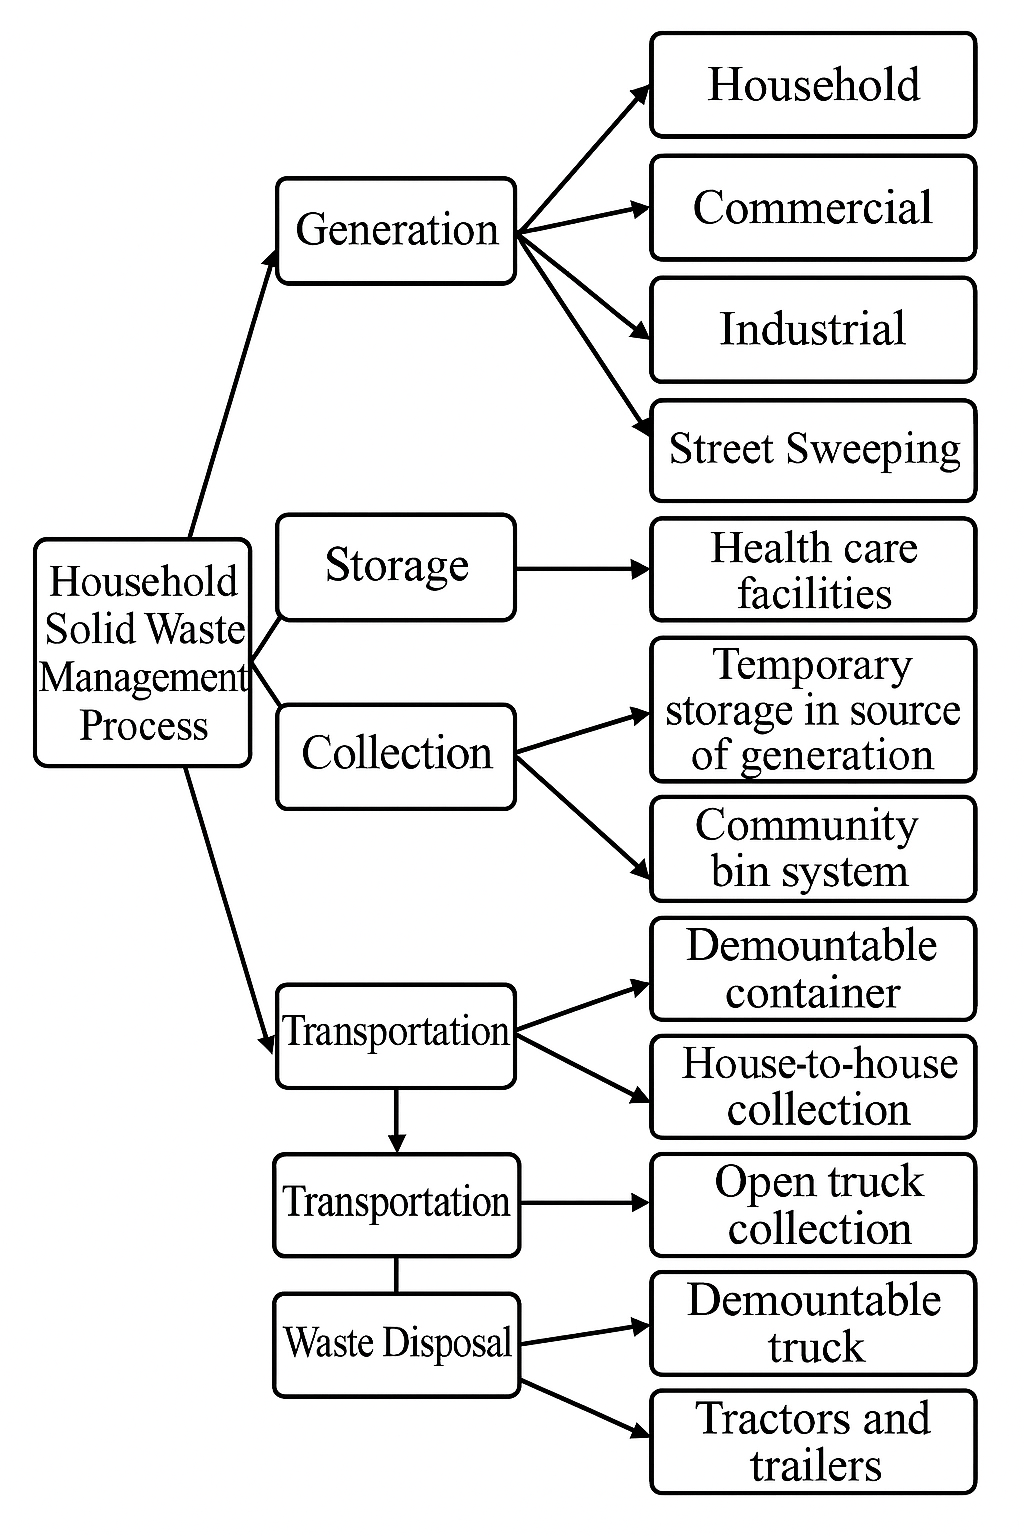 Household
Commercial
Generation
Industrial
Street Sweeping
Storage
Health care
facilities
Household
Solid Waste
Management
Process
Temporary
storage in source
of generation
Collection
Community
bin system
Demountable
container
Transportation
House-to-house
collection
Transportation
Open truck
collection
Demountable
truck
Waste Disposal
Tractors and
trailers